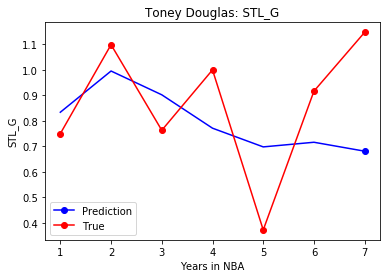 Toney Douglas: STL_G
STL_G
1.1
1.0
0.9
0.8
0.7
0.6
0.5
0.4
Prediction
True
1 2 3 4 5 6 7
Years in NBA